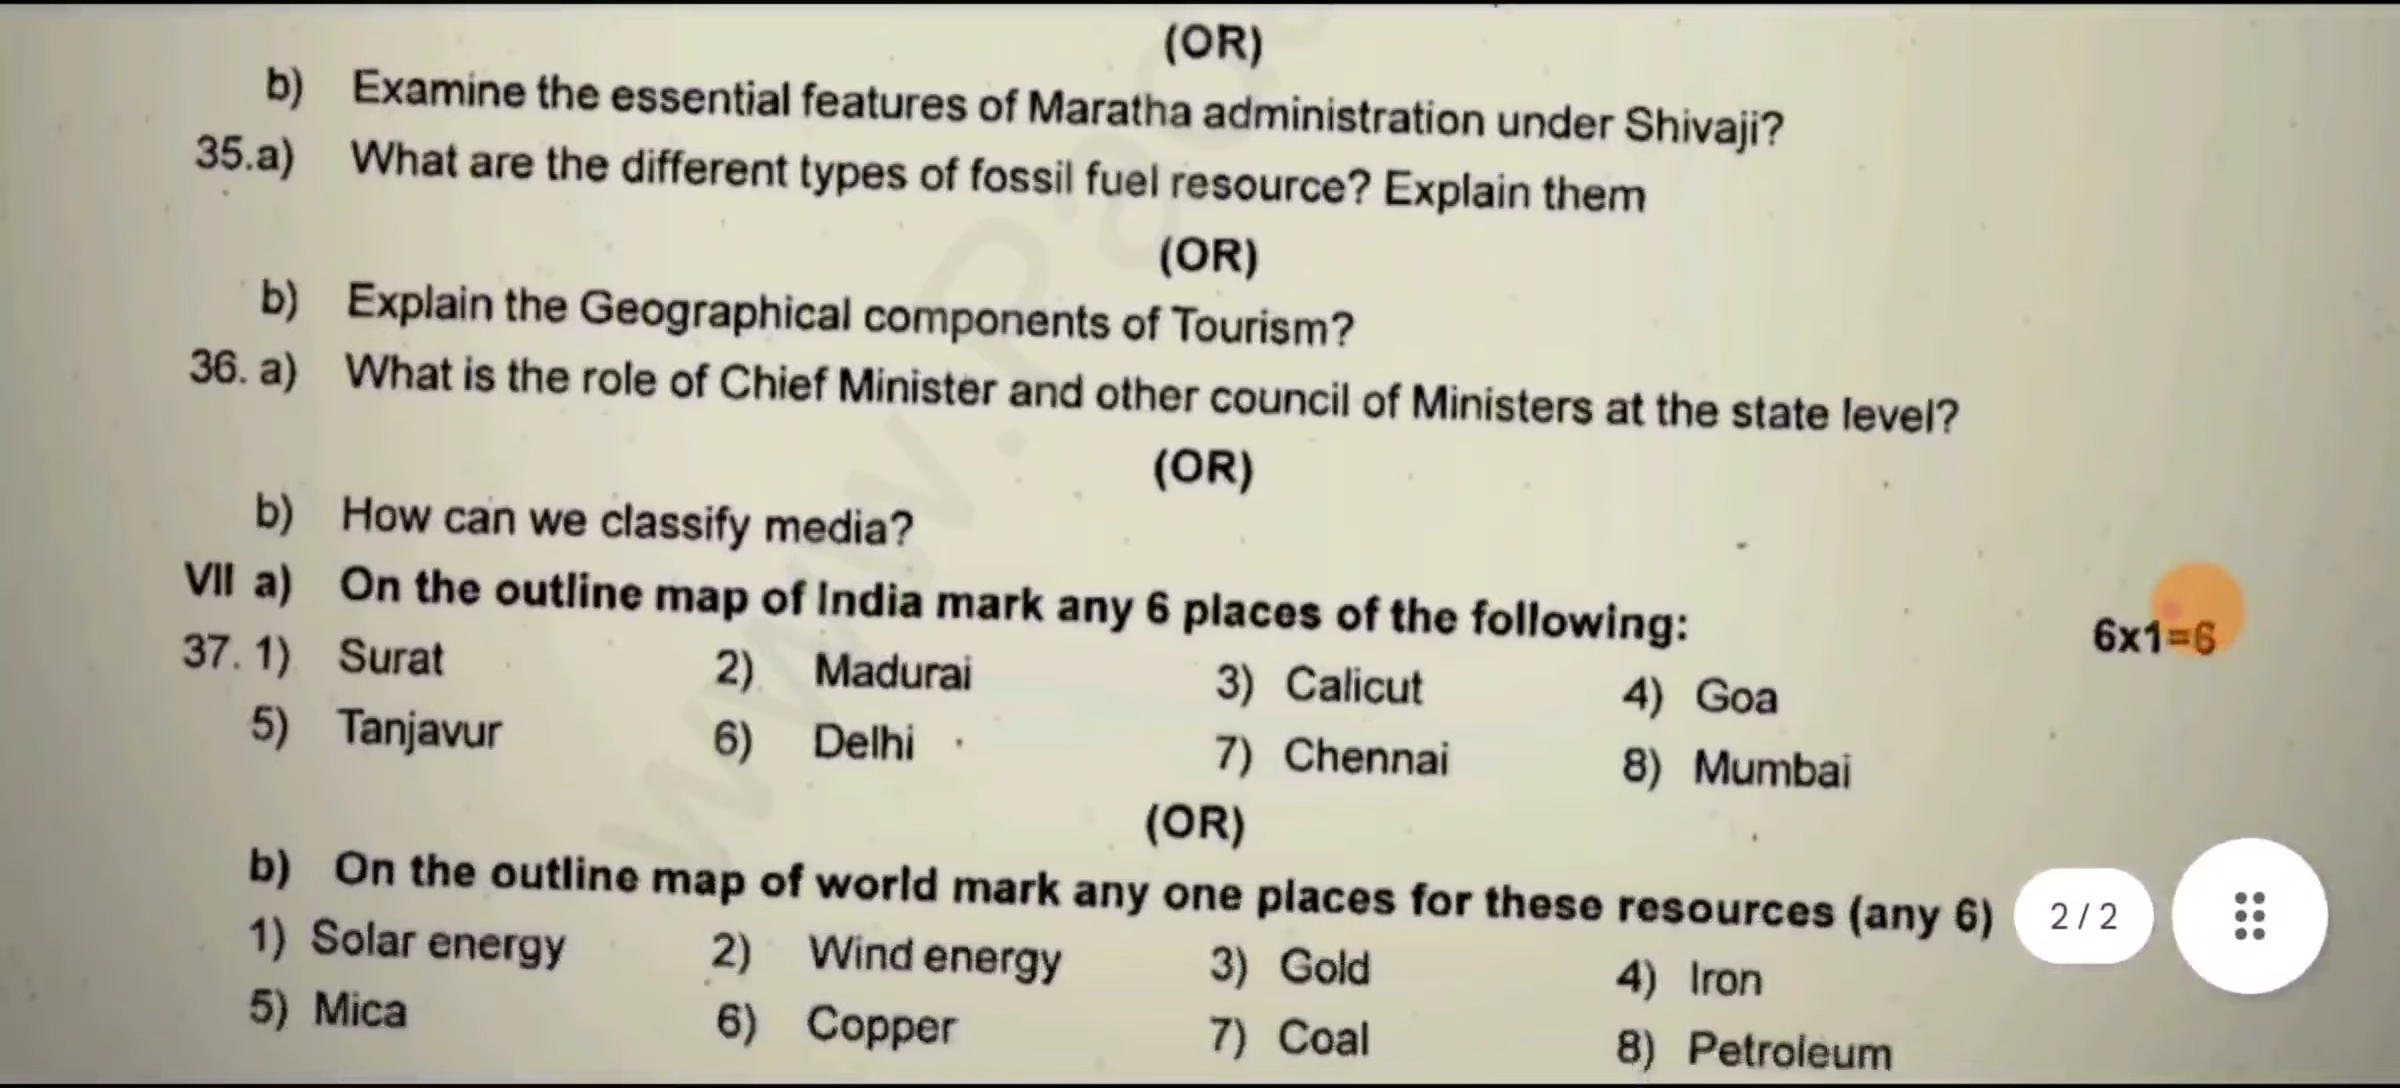 (OR)
b) Examine the essential features of Maratha administration under Shivaji?
35.a) What are the different types of fossil fuel resource? Explain them
(OR)
b) Explain the Geographical components of Tourism?
36. a) What is the role of Chief Minister and other council of Ministers at the state level?
(OR)
b) How can we classify media?
VII a) On the outline map of India mark any 6 places of the following: 6x1=6
37. 1) Surat 2) Madurai 3) Calicut 4) Goa
5) Tanjavur 6) Delhi 7) Chennai 8) Mumbai
(OR)
b) On the outline map of world mark any one places for these resources (any 6)
2 / 2
1) Solar energy 2) Wind energy 3) Gold 4) Iron
5) Mica 6) Copper 7) Coal 8) Petroleum